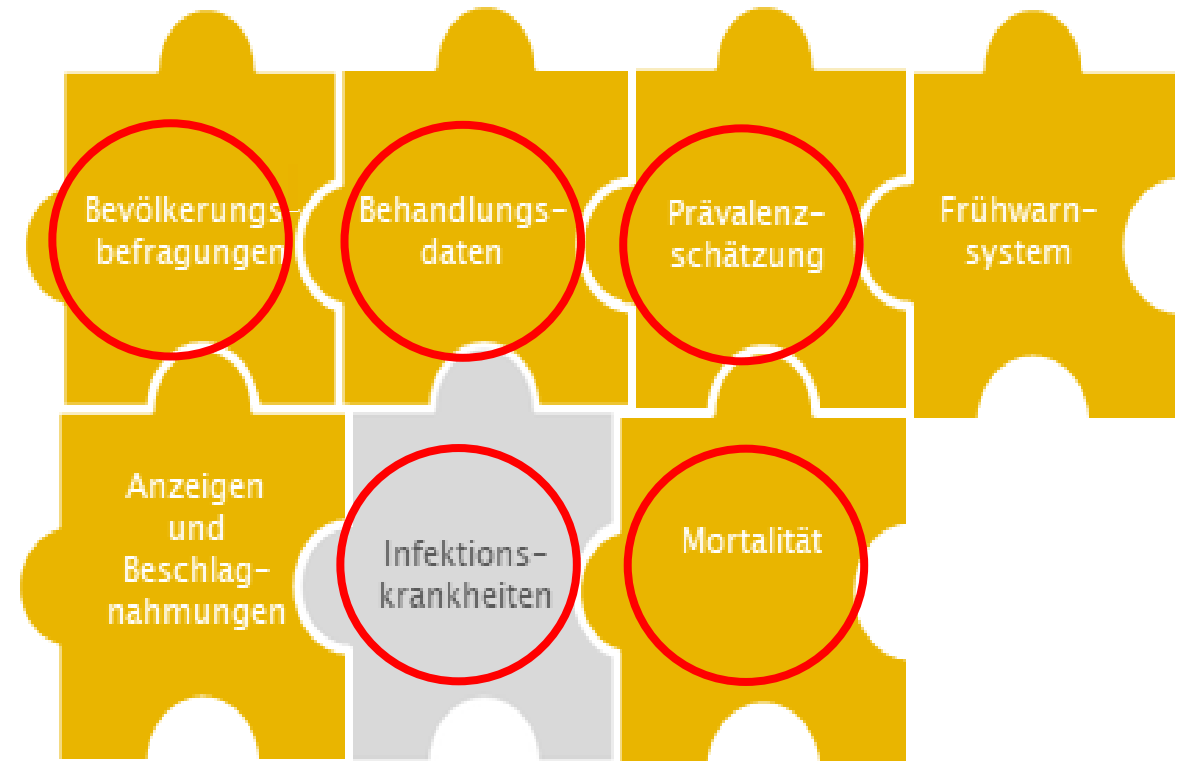 Bevölkerungs-
befragungen
Behandlungs-
daten
Prävalenz-
schätzung
Frühwarn-
system
Anzeigen
und
Beschlag-
nahmungen
Infektions-
krankheiten
Mortalität